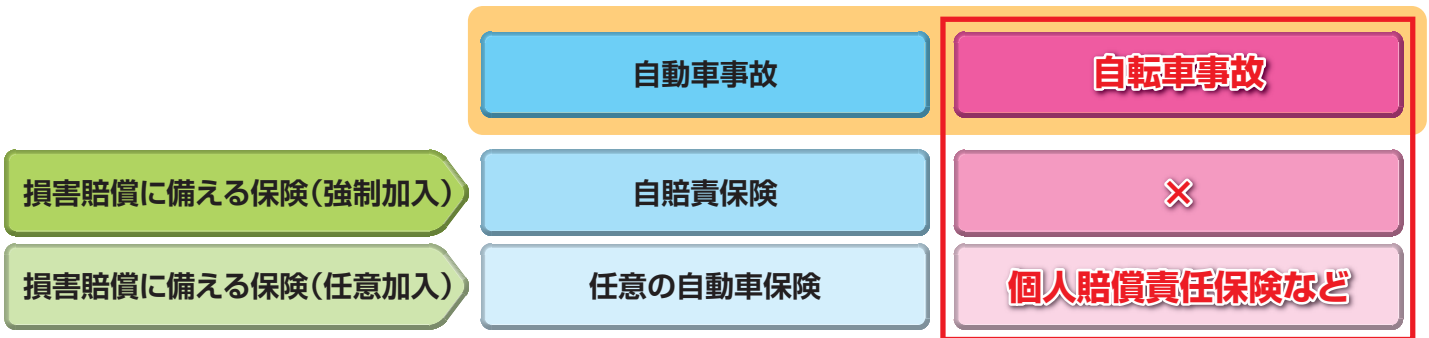 自動車事故
自転車事故
損害賠償に備える保険(強制加入)
自賠責保険
×
損害賠償に備える保険(任意加入)
任意の自動車保険
個人賠償責任保険など